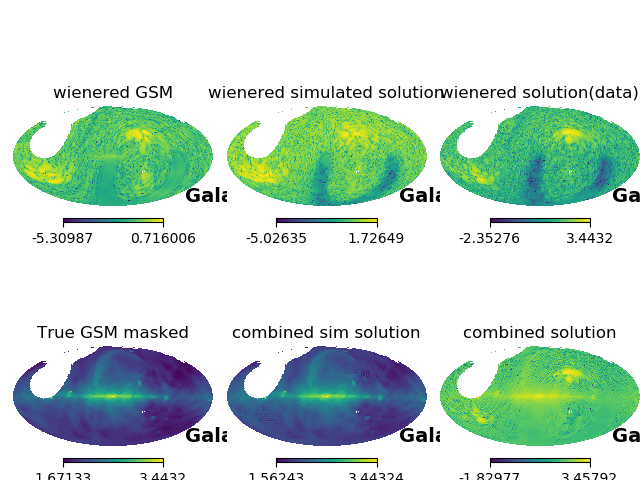 wienered GSM
wienered simulated solution
wienered solution(data)
Gala
Gala
Ga
-5.30987 0.716006
-5.02635 1.72649
-2.35276 3.4432
True GSM masked
combined sim solution
combined solution
Gala
Gala
Ga
1.67133 3.4432
1.56243 3.44324
-1.82977 3.45792